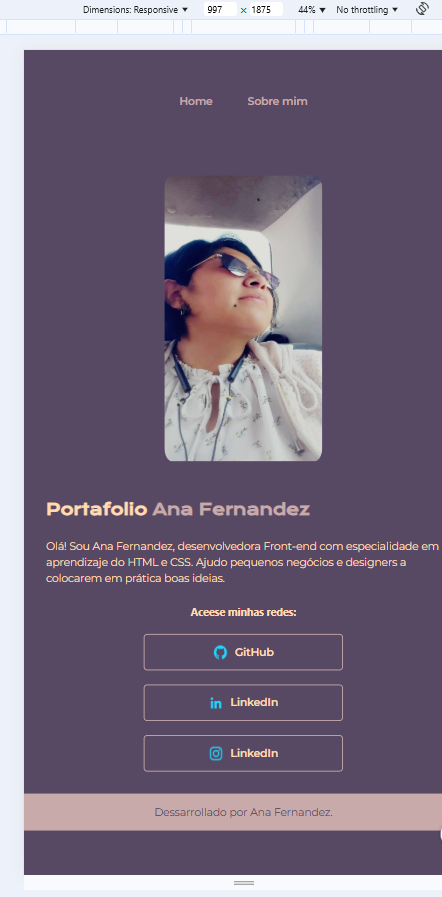 Dimensions: Responsive 997 × 1875 44% No throttling
Home Sobre mim
Portafolio Ana Fernandez
Olá! Sou Ana Fernandez, desenvolvedora Front-end com especialidade em
aprendizaje do HTML e CSS. Ajudo pequenos negócios e designers a
colocarem em prática boas ideias.
Aceese minhas redes:
GitHub
LinkedIn
LinkedIn
Dessarrollado por Ana Fernandez.